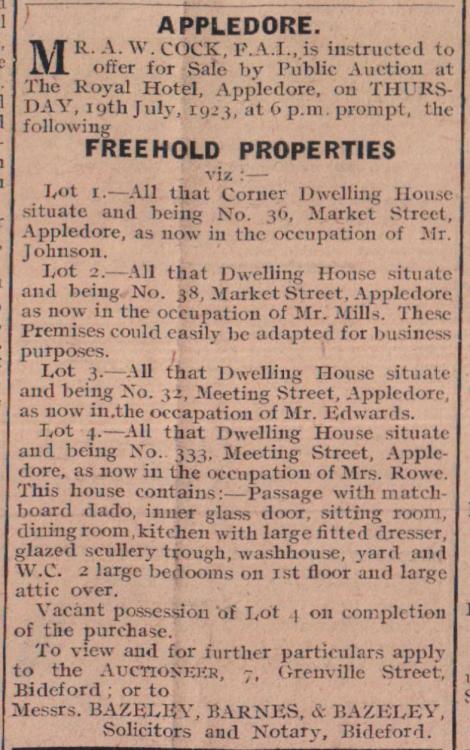 APPLEDORE.
MR. A. W. COCK, F.A.I., is instructed to
offer for Sale by Public Auction at
The Royal Hotel, Appledore, on THURS-
DAY, 19th July, 1923, at 6 p.m. prompt, the
following
FREEHOLD PROPERTIES
viz :—
Lot 1.—All that Corner Dwelling House
situate and being No. 36, Market Street,
Appledore, as now in the occupation of Mr.
Johnson.
Lot 2.—All that Dwelling House situate
and being No. 38, Market Street, Appledore
as now in the occupation of Mr. Mills. These
Premises could easily be adapted for business
purposes.
Lot 3.—All that Dwelling House situate
and being No. 32, Meeting Street, Appledore,
as now in.the occapation of Mr. Edwards.
Lot 4.—All that Dwelling House situate
and being No.. 333, Meeting Street, Apple-
dore, as now in the occupation of Mrs. Rowe.
This house contains:—Passage with match-
board dado, inner glass door, sitting room,
dining room, kitchen with large fitted dresser,
glazed scullery trough, washhouse, yard and
W.C. 2 large bedooms on 1st floor and large
attic over.
Vacant possession of Lot 4 on completion
of the purchase.
To view and for further particulars apply
to the AUCTIONEER, 7, Grenville Street,
Bideford ; or to
Messrs. BAZELEY, BARNES, & BAZELEY,
Solicitors and Notary, Bideford.